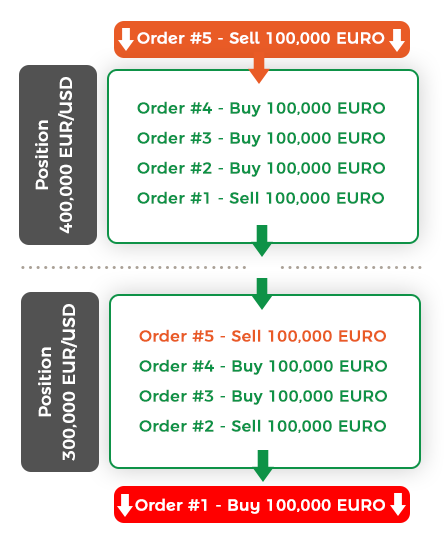 Order #5 - Sell 100,000 EURO
Position
400,000 EUR/USD
Order #4 - Buy 100,000 EURO
Order #3 - Buy 100,000 EURO
Order #2 - Buy 100,000 EURO
Order #1 - Sell 100,000 EURO
Position
300,000 EUR/USD
Order #5 - Sell 100,000 EURO
Order #4 - Buy 100,000 EURO
Order #3 - Buy 100,000 EURO
Order #2 - Sell 100,000 EURO
Order #1 - Buy 100,000 EURO